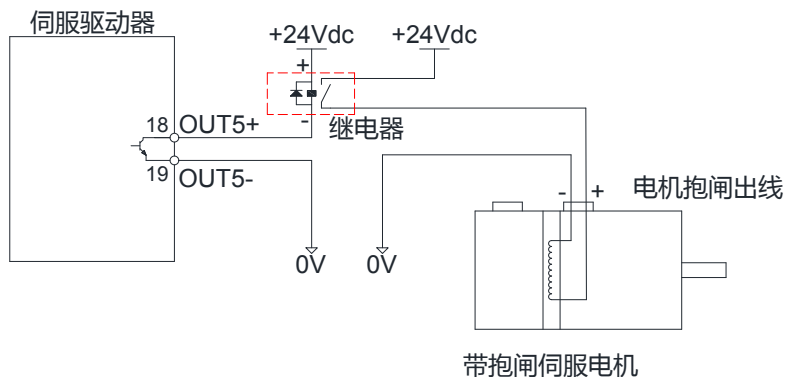 伺服驱动器
+24Vdc
+24Vdc
+
-
继电器
18
OUT5+
19
OUT5-
0V
0V
- +
电机抱闸出线
带抱闸伺服电机